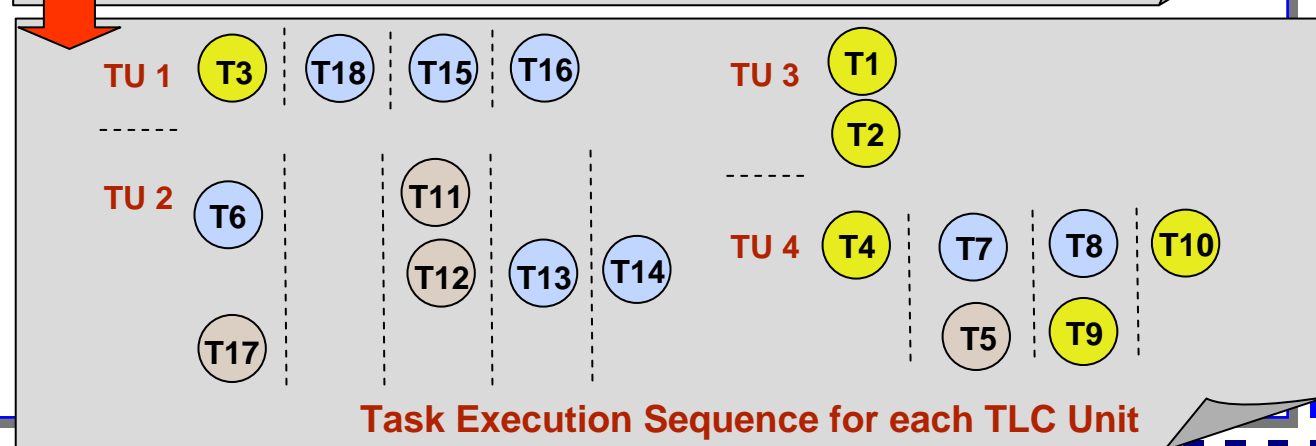 TU 1 T3 T18 T15 T16
TU 2 T6 T11
T12 T13 T14
T17
TU 3 T1
T2
TU 4 T4 T7 T8 T10
T5 T9
Task Execution Sequence for each TLC Unit